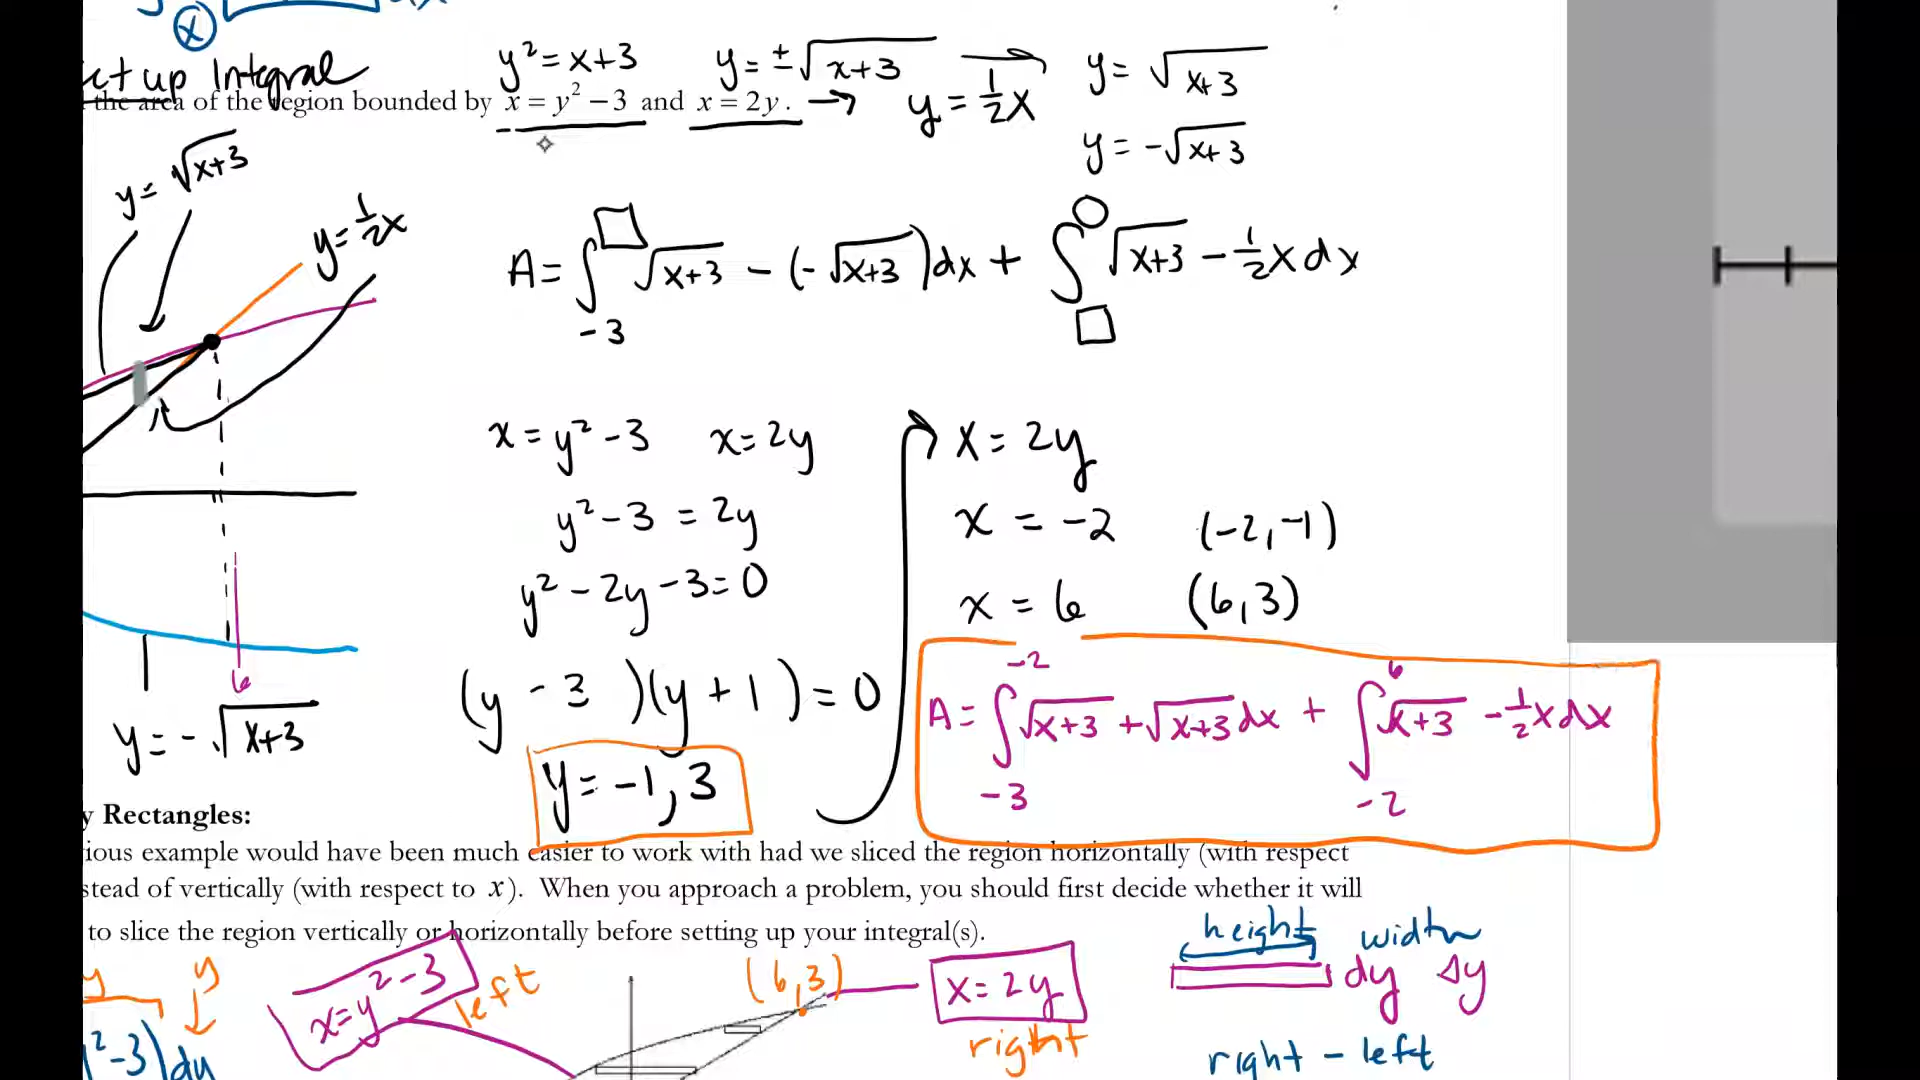 x dx
set up Integral
y² = x+3 y = ±√x+3 → y = √x+3
the area of the region bounded by x = y² − 3 and x = 2y. → y = ½x
y = -√x+3
y = √x+3
y = ½x
A = ∫₋₃^□ √x+3 - (-√x+3) dx + ∫_□^○ √x+3 - ½x dx
x = y² - 3 x = 2y
y² - 3 = 2y
y² - 2y - 3 = 0
(y - 3)(y + 1) = 0
y = -1, 3
x = 2y
x = -2 (-2, -1)
x = 6 (6, 3)
A = ∫₋₃^-2 √x+3 + √x+3 dx + ∫₋₂^6 √x+3 - ½x dx
6
y = -√x+3
y Rectangles:
ious example would have been much easier to work with had we sliced the region horizontally (with respect
stead of vertically (with respect to x). When you approach a problem, you should first decide whether it will
to slice the region vertically or horizontally before setting up your integral(s).
y y
x = y² - 3 left
(6, 3)
x = 2y
right
height width
dy Δy
² - 3) dy
right - left